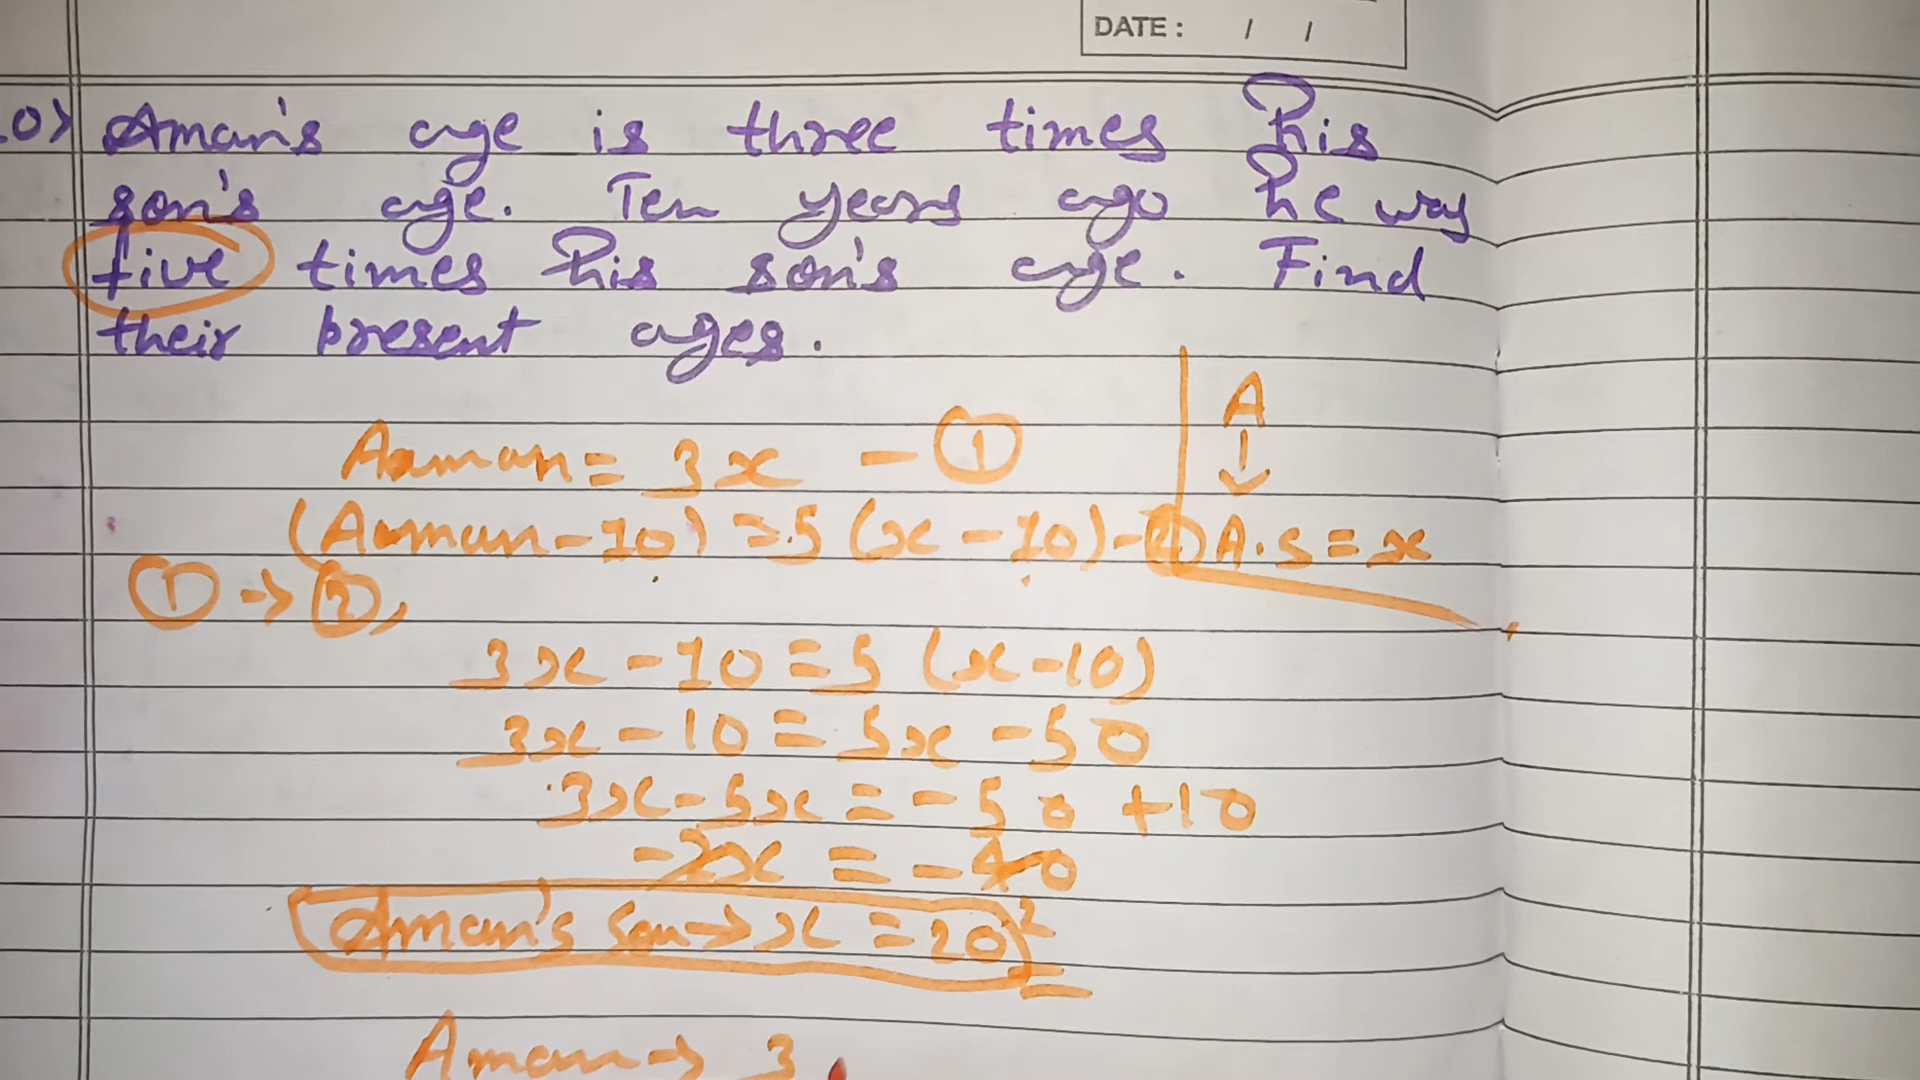 DATE : / /
0) Aman's age is three times his
son's age. Ten years ago he was
five times his son's age. Find
their present ages.
Aaman = 3x - ①
A
↓
(Aaman - 10) = 5 (x - 10) - ② A.S = x
① → ②,
3x - 10 = 5 (x - 10)
3x - 10 = 5x - 50
3x - 5x = - 50 + 10
-2x = - 40
Aman's son → x = 20
2
Aman → 3